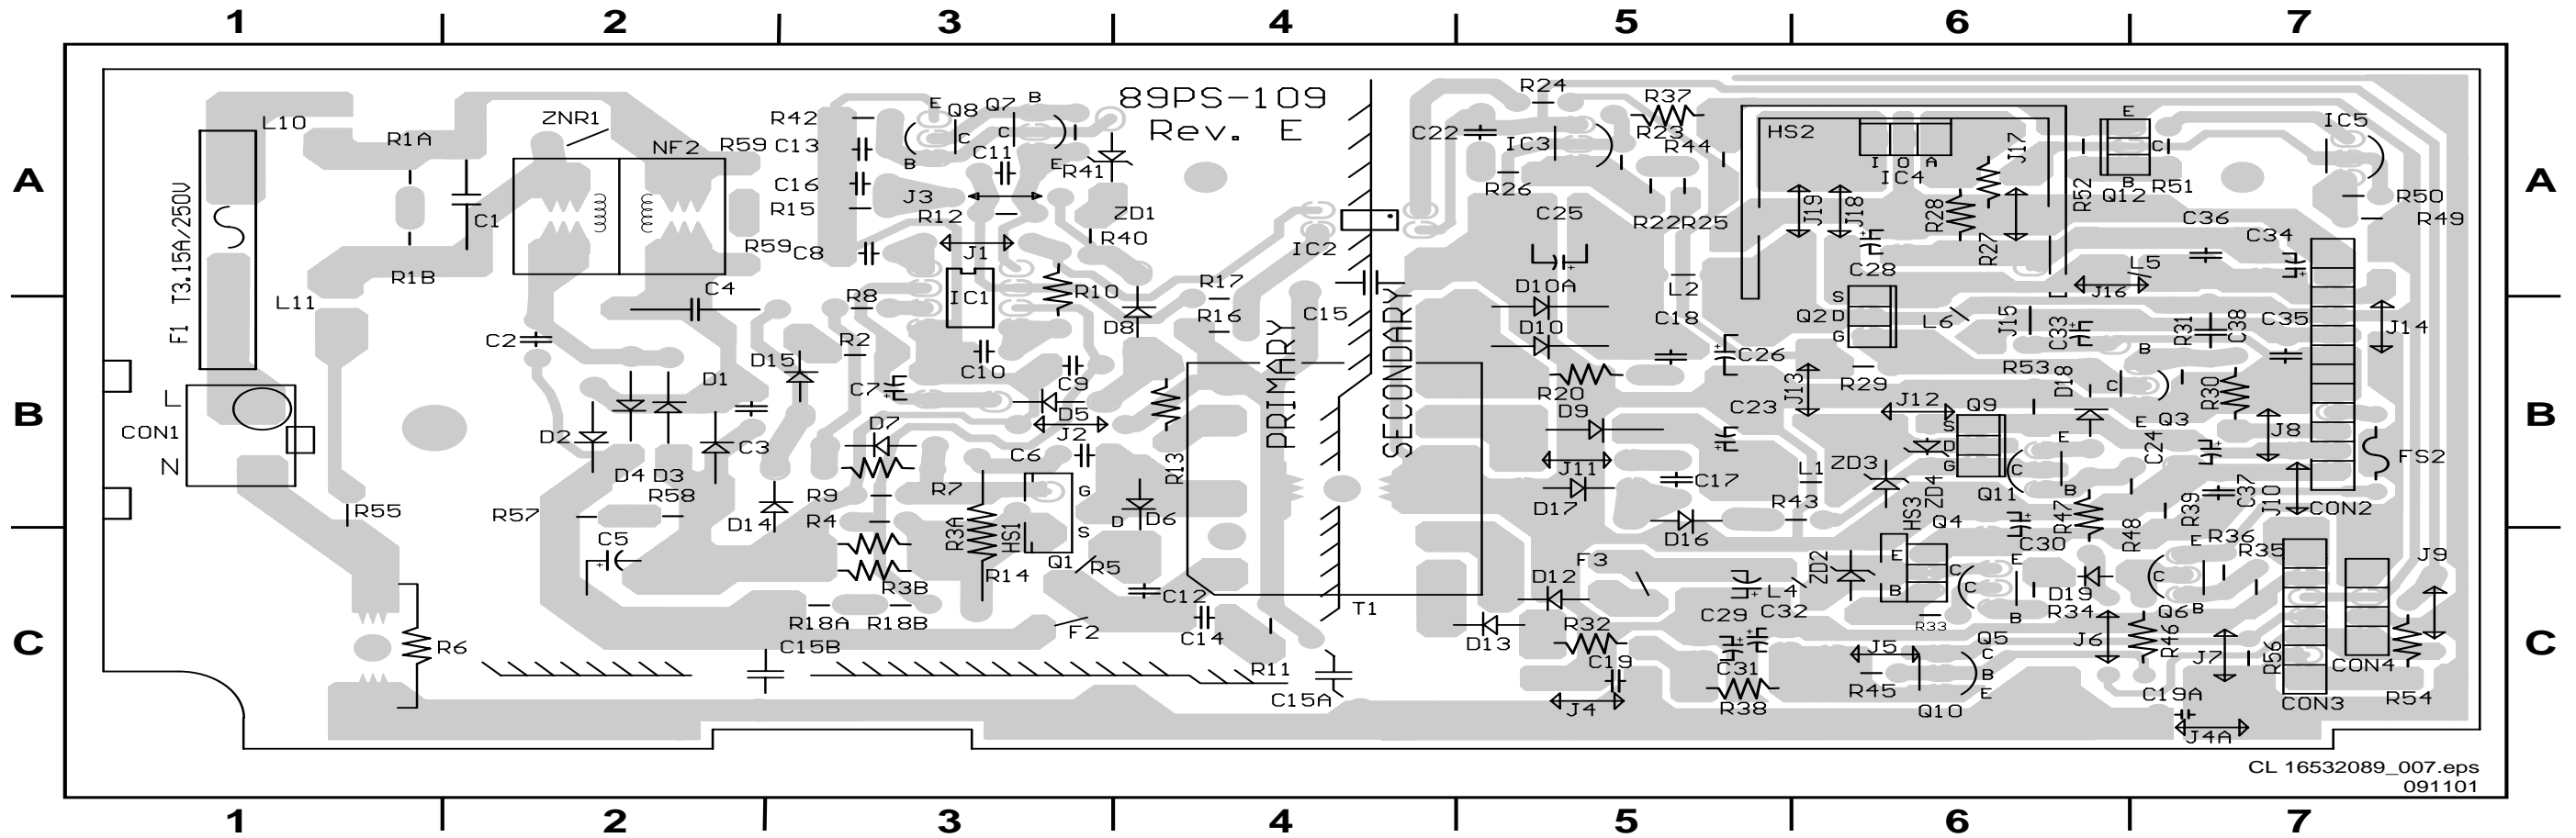 1 2 3 4 5 6 7
A
B
C
A
B
C
1 2 3 4 5 6 7
89PS-109
Rev. E
L10
R1A
ZNR1
NF2
R59
R42
C13
C16
R15
E
Q8
Q7
B
C
C
B
C11
E
R41
J3
R12
ZD1
R40
J1
R59
C8
F1 T3.15A/250V
C1
R1B
L11
C4
R8
IC1
R10
R17
R16
D8
IC2
C15
PRIMARY
SECONDARY
C2
R2
D15
C10
C7
C9
D1
D5
J2
D7
L
CON1
N
D2
C3
D4
D3
R58
R57
R55
D14
R9
R4
R7
C6
G
D
S
D6
R13
R3A
HS1
Q1
R5
R14
C5
R3B
C12
R18A
R18B
F2
C14
T1
R6
C15B
R11
C15A
R24
R37
C22
IC3
R23
R44
R26
C25
R22
R25
HS2
I O A
IC4
J17
E
C
B
Q12
R52
R51
IC5
R50
R49
J19
J18
R28
R27
C28
C36
C34
L5
J16
D10A
L2
D10
C18
C26
S
D
G
Q2
L6
J15
C33
R31
C38
C35
J14
R20
D9
C23
J13
R29
R53
D18
B
C
E
Q3
R30
J12
Q9
S
D
G
J11
C17
D17
L1
R43
ZD3
ZD4
Q11
E
C
B
C24
J8
FS2
D16
HS3
Q4
R47
R48
R39
C37
J10
CON2
C30
F3
D12
D13
C29
L4
C32
ZD2
E
C
B
E
C
B
D19
R34
E
C
B
Q6
R36
R35
J9
R32
C19
C31
R38
J4
R33
J5
Q5
C
B
E
R45
Q10
J6
R46
J7
R56
C19A
J4A
CON3
CON4
R54
CL 16532089_007.eps
091101